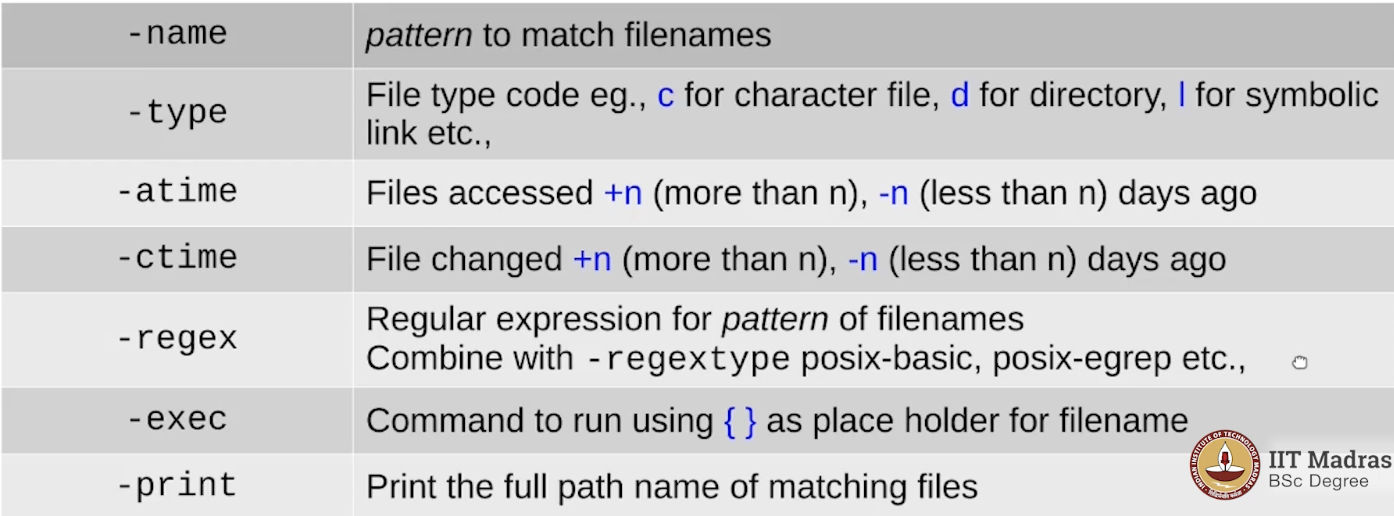 -name pattern to match filenames
-type File type code eg., c for character file, d for directory, l for symbolic
link etc.,
-atime Files accessed +n (more than n), -n (less than n) days ago
-ctime File changed +n (more than n), -n (less than n) days ago
-regex Regular expression for pattern of filenames
Combine with -regextype posix-basic, posix-egrep etc.,
-exec Command to run using { } as place holder for filename
-print Print the full path name of matching files
IIT Madras
BSc Degree